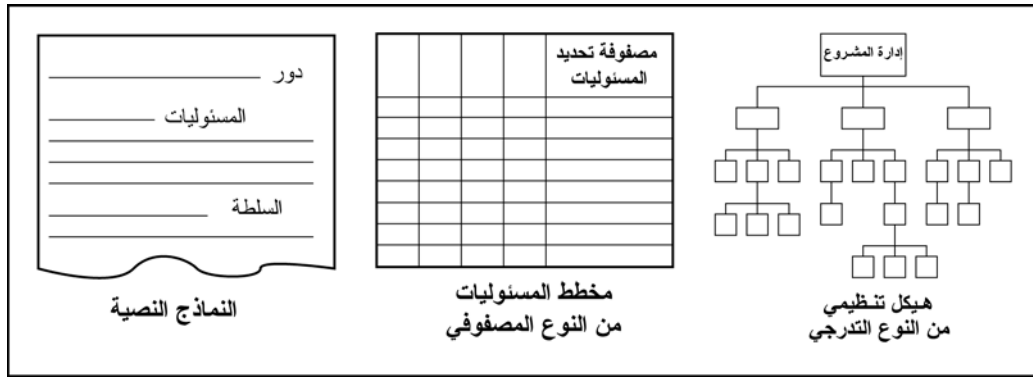 إدارة المشروع
هيكل تنظيمي
من النوع التدرجي
مصفوفة تحديد
المسئوليات
مخطط المسئوليات
من النوع المصفوفي
دور
المسئوليات
السلطة
النماذج النصية